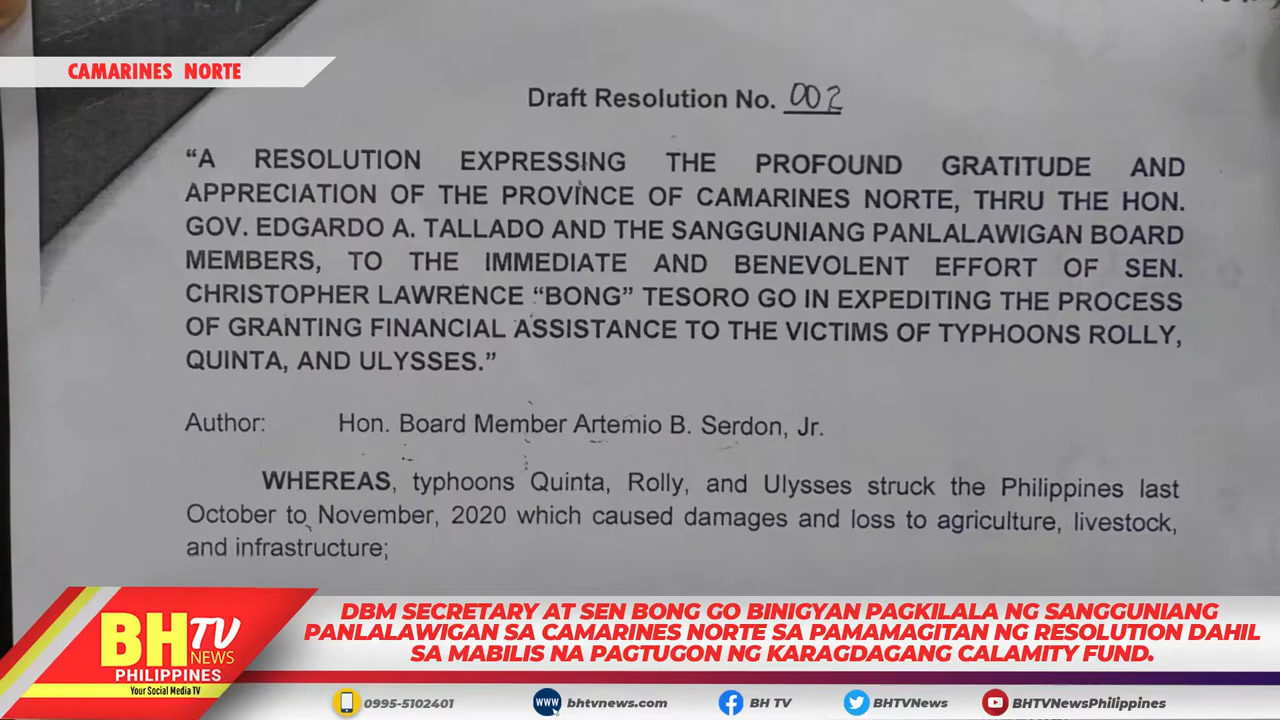 CAMARINES NORTE
Draft Resolution No. 002
“A RESOLUTION EXPRESSING THE PROFOUND GRATITUDE AND
APPRECIATION OF THE PROVINCE OF CAMARINES NORTE, THRU THE HON.
GOV. EDGARDO A. TALLADO AND THE SANGGUNIANG PANLALAWIGAN BOARD
MEMBERS, TO THE IMMEDIATE AND BENEVOLENT EFFORT OF SEN.
CHRISTOPHER LAWRENCE “BONG” TESORO GO IN EXPEDITING THE PROCESS
OF GRANTING FINANCIAL ASSISTANCE TO THE VICTIMS OF TYPHOONS ROLLY,
QUINTA, AND ULYSSES.”
Author: Hon. Board Member Artemio B. Serdon, Jr.
WHEREAS, typhoons Quinta, Rolly, and Ulysses struck the Philippines last
October to November, 2020 which caused damages and loss to agriculture, livestock,
and infrastructure;
BH TV
NEWS
PHILIPPINES
Your Social Media TV
DBM SECRETARY AT SEN BONG GO BINIGYAN PAGKILALA NG SANGGUNIANG
PANLALAWIGAN SA CAMARINES NORTE SA PAMAMAGITAN NG RESOLUTION DAHIL
SA MABILIS NA PAGTUGON NG KARAGDAGANG CALAMITY FUND.
0995-5102401 WWW bhtvnews.com BH TV BHTVNews BHTVNewsPhilippines